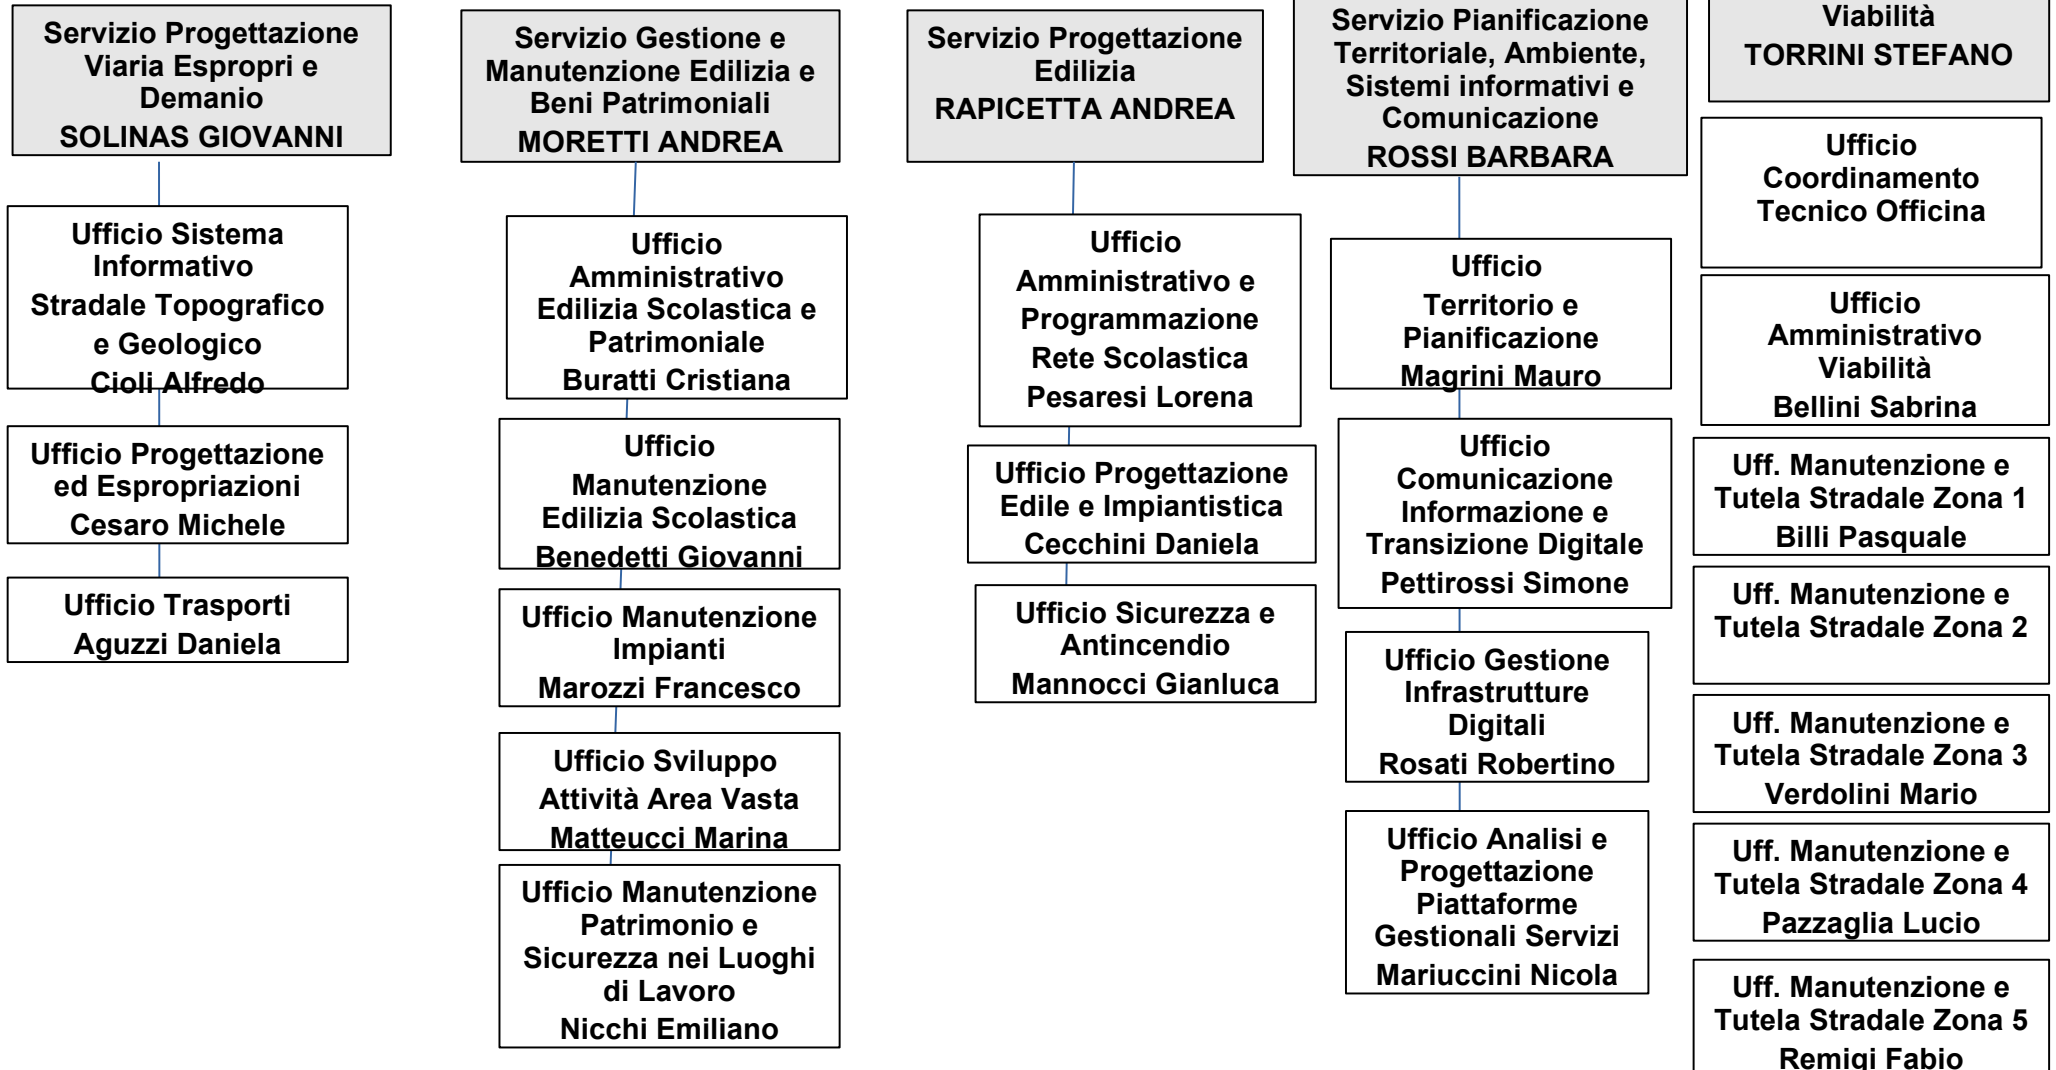 Servizio Progettazione
Viaria Espropri e
Demanio
SOLINAS GIOVANNI
Ufficio Sistema
Informativo
Stradale Topografico
e Geologico
Cioli Alfredo
Ufficio Progettazione
ed Espropriazioni
Cesaro Michele
Ufficio Trasporti
Aguzzi Daniela
Servizio Gestione e
Manutenzione Edilizia e
Beni Patrimoniali
MORETTI ANDREA
Ufficio
Amministrativo
Edilizia Scolastica e
Patrimoniale
Buratti Cristiana
Ufficio
Manutenzione
Edilizia Scolastica
Benedetti Giovanni
Ufficio Manutenzione
Impianti
Marozzi Francesco
Ufficio Sviluppo
Attività Area Vasta
Matteucci Marina
Ufficio Manutenzione
Patrimonio e
Sicurezza nei Luoghi
di Lavoro
Nicchi Emiliano
Servizio Progettazione
Edilizia
RAPICETTA ANDREA
Ufficio
Amministrativo e
Programmazione
Rete Scolastica
Pesaresi Lorena
Ufficio Progettazione
Edile e Impiantistica
Cecchini Daniela
Ufficio Sicurezza e
Antincendio
Mannocci Gianluca
Servizio Pianificazione
Territoriale, Ambiente,
Sistemi informativi e
Comunicazione
ROSSI BARBARA
Ufficio
Territorio e
Pianificazione
Magrini Mauro
Ufficio
Comunicazione
Informazione e
Transizione Digitale
Pettirossi Simone
Ufficio Gestione
Infrastrutture
Digitali
Rosati Robertino
Ufficio Analisi e
Progettazione
Piattaforme
Gestionali Servizi
Mariuccini Nicola
Viabilità
TORRINI STEFANO
Ufficio
Coordinamento
Tecnico Officina
Ufficio
Amministrativo
Viabilità
Bellini Sabrina
Uff. Manutenzione e
Tutela Stradale Zona 1
Billi Pasquale
Uff. Manutenzione e
Tutela Stradale Zona 2
Uff. Manutenzione e
Tutela Stradale Zona 3
Verdolini Mario
Uff. Manutenzione e
Tutela Stradale Zona 4
Pazzaglia Lucio
Uff. Manutenzione e
Tutela Stradale Zona 5
Remigi Fabio